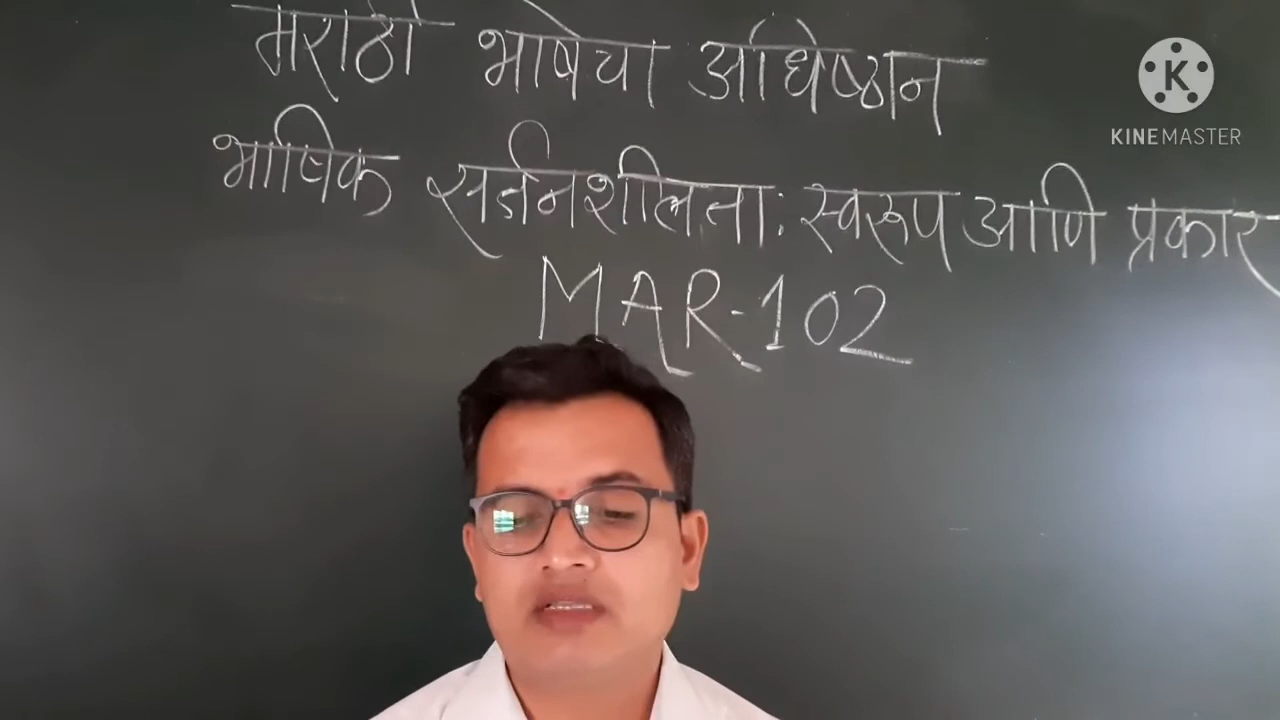 मराठी भाषेचा अधिष्ठान
भाषिक सर्जनशीलता: स्वरूप आणि प्रकार
MAR-102
K
KINEMASTER